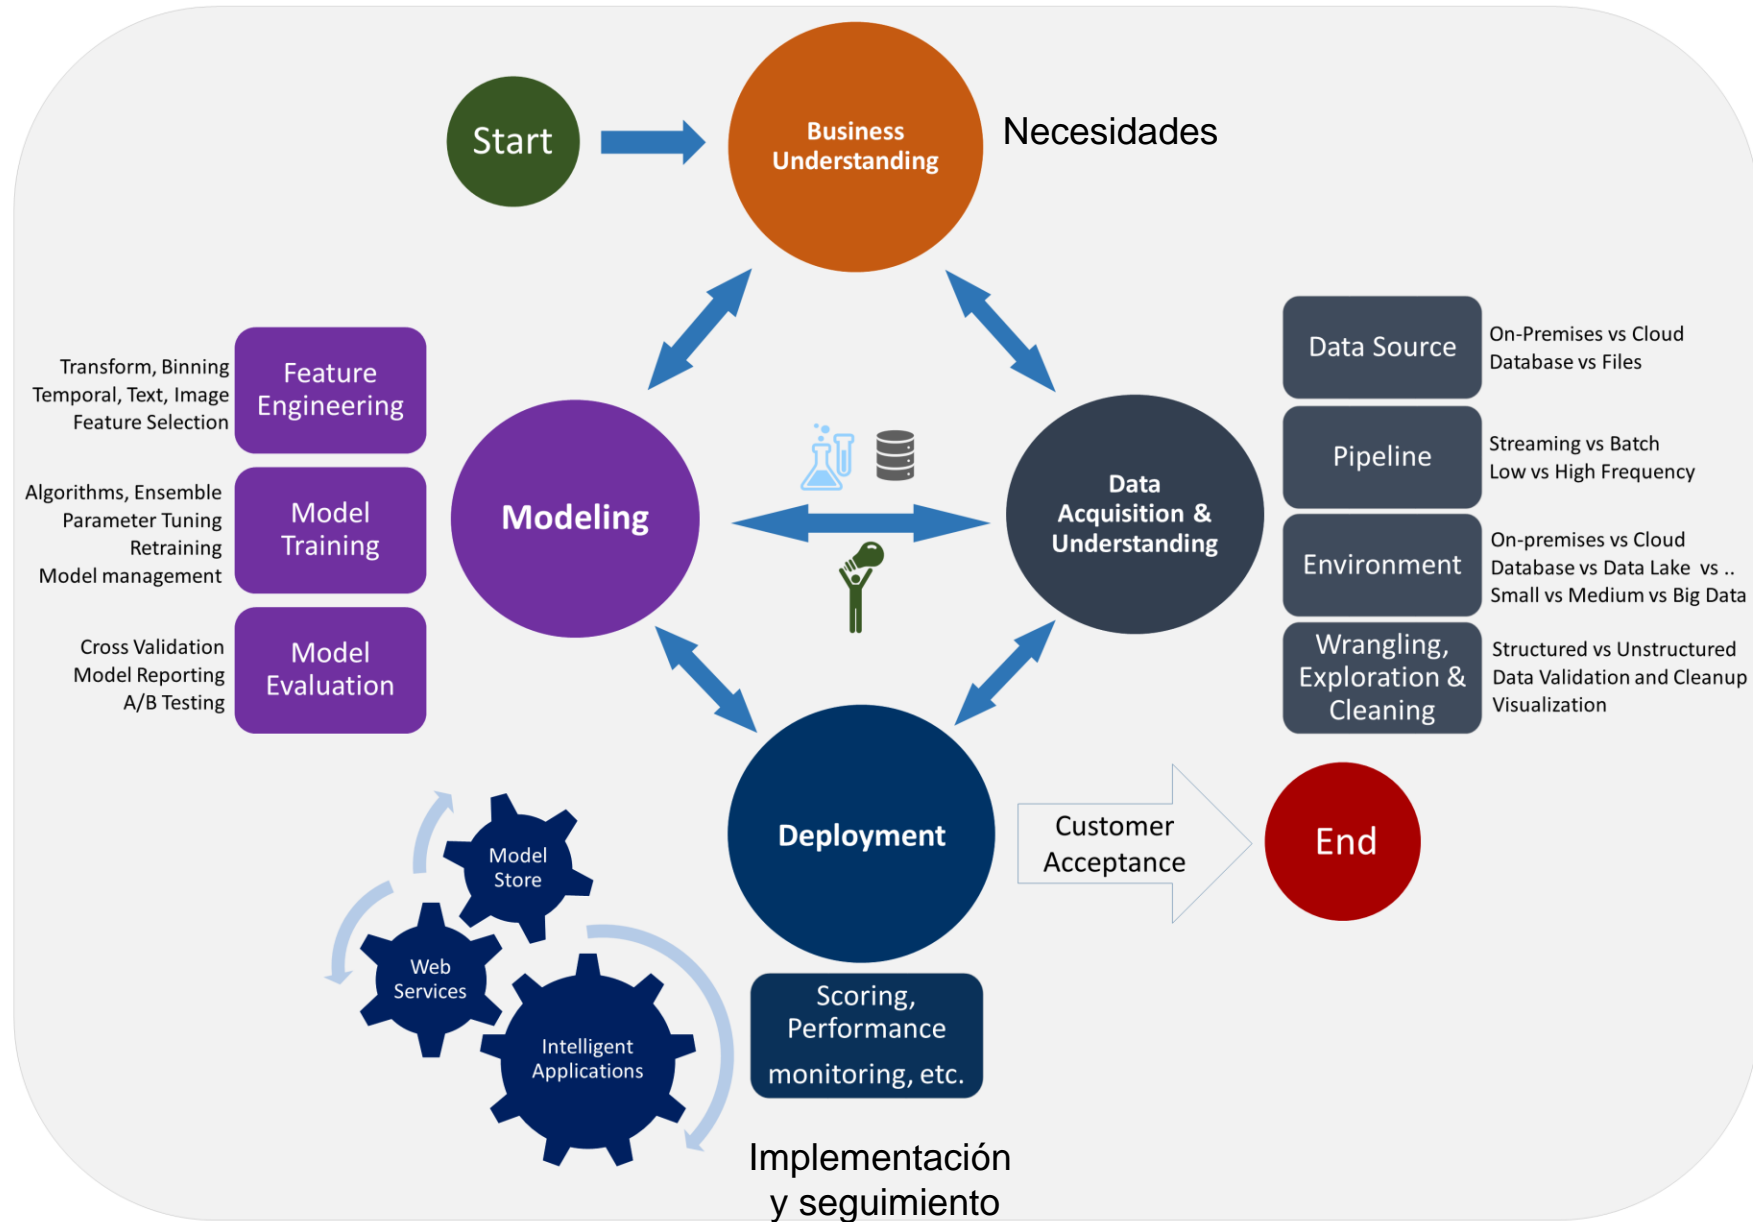 Start
Business
Understanding
Necesidades
Transform, Binning
Temporal, Text, Image
Feature Selection
Feature
Engineering
Algorithms, Ensemble
Parameter Tuning
Retraining
Model management
Model
Training
Cross Validation
Model Reporting
A/B Testing
Model
Evaluation
Modeling
Data
Acquisition &
Understanding
Data Source
On-Premises vs Cloud
Database vs Files
Pipeline
Streaming vs Batch
Low vs High Frequency
Environment
On-premises vs Cloud
Database vs Data Lake vs ..
Small vs Medium vs Big Data
Wrangling,
Exploration &
Cleaning
Structured vs Unstructured
Data Validation and Cleanup
Visualization
Deployment
Customer
Acceptance
End
Model
Store
Web
Services
Intelligent
Applications
Scoring,
Performance
monitoring, etc.
Implementación
y seguimiento